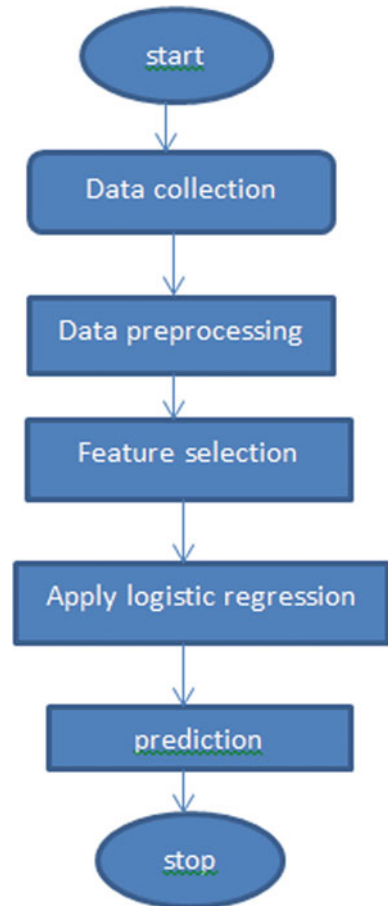 start
Data collection
Data preprocessing
Feature selection
Apply logistic regression
prediction
stop